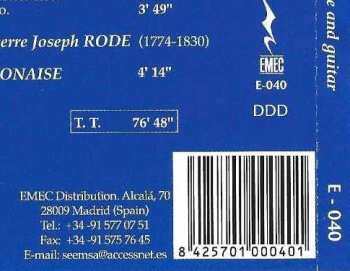 o. 3' 49"
erre Joseph RODE (1774-1830)
ONAISE 4' 14"
T. T. 76' 48"
EMEC
E-040
DDD
EMEC Distribution. Alcalá, 70
28009 Madrid (Spain)
Tel.: +34 -91 577 07 51
Fax: +34 -91 575 76 45
E-mail: seemsa@accessnet.es
8 425701 000401
e and guitar
E - 040